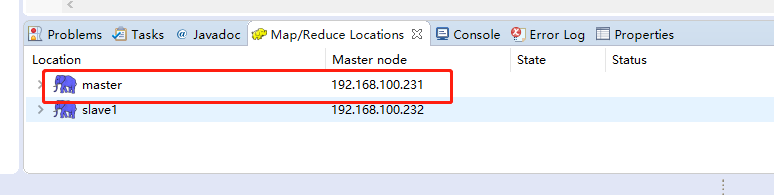 Problems Tasks Javadoc Map/Reduce Locations Console Error Log Properties
Location Master node State Status
master 192.168.100.231
slave1 192.168.100.232